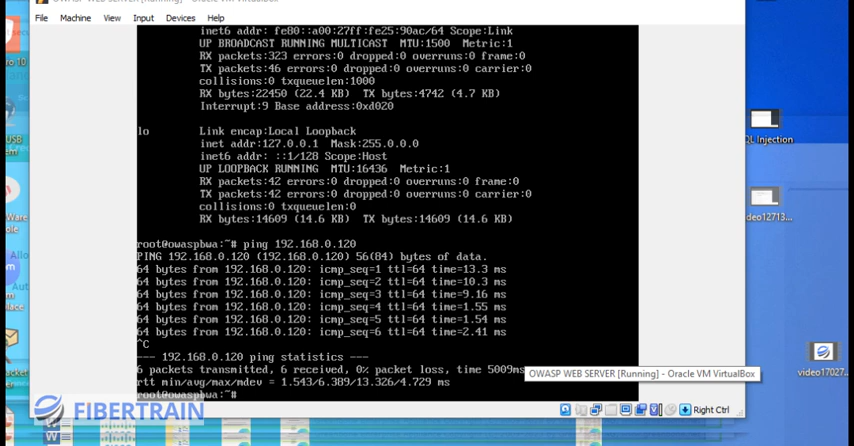 OWASP WEB SERVER [Running] - Oracle VM VirtualBox
File Machine View Input Devices Help
inet6 addr: fe80::a00:27ff:fe25:90ac/64 Scope:Link
UP BROADCAST RUNNING MULTICAST MTU:1500 Metric:1
RX packets:323 errors:0 dropped:0 overruns:0 frame:0
TX packets:46 errors:0 dropped:0 overruns:0 carrier:0
collisions:0 txqueuelen:1000
RX bytes:22450 (22.4 KB) TX bytes:4742 (4.7 KB)
Interrupt:9 Base address:0xd020
lo Link encap:Local Loopback
inet addr:127.0.0.1 Mask:255.0.0.0
inet6 addr: ::1/128 Scope:Host
UP LOOPBACK RUNNING MTU:16436 Metric:1
RX packets:42 errors:0 dropped:0 overruns:0 frame:0
TX packets:42 errors:0 dropped:0 overruns:0 carrier:0
collisions:0 txqueuelen:0
RX bytes:14609 (14.6 KB) TX bytes:14609 (14.6 KB)
root@owaspbwa:~# ping 192.168.0.120
PING 192.168.0.120 (192.168.0.120) 56(84) bytes of data.
64 bytes from 192.168.0.120: icmp_seq=1 ttl=64 time=13.3 ms
64 bytes from 192.168.0.120: icmp_seq=2 ttl=64 time=10.3 ms
64 bytes from 192.168.0.120: icmp_seq=3 ttl=64 time=9.16 ms
64 bytes from 192.168.0.120: icmp_seq=4 ttl=64 time=1.55 ms
64 bytes from 192.168.0.120: icmp_seq=5 ttl=64 time=1.54 ms
64 bytes from 192.168.0.120: icmp_seq=6 ttl=64 time=2.41 ms
^C
--- 192.168.0.120 ping statistics ---
6 packets transmitted, 6 received, 0% packet loss, time 5009ms
rtt min/avg/max/mdev = 1.543/6.389/13.326/4.729 ms
root@owaspbwa:~#
OWASP WEB SERVER [Running] - Oracle VM VirtualBox
Right Ctrl
FIBERTRAIN
QL Injection
ideo12713...
video17027...